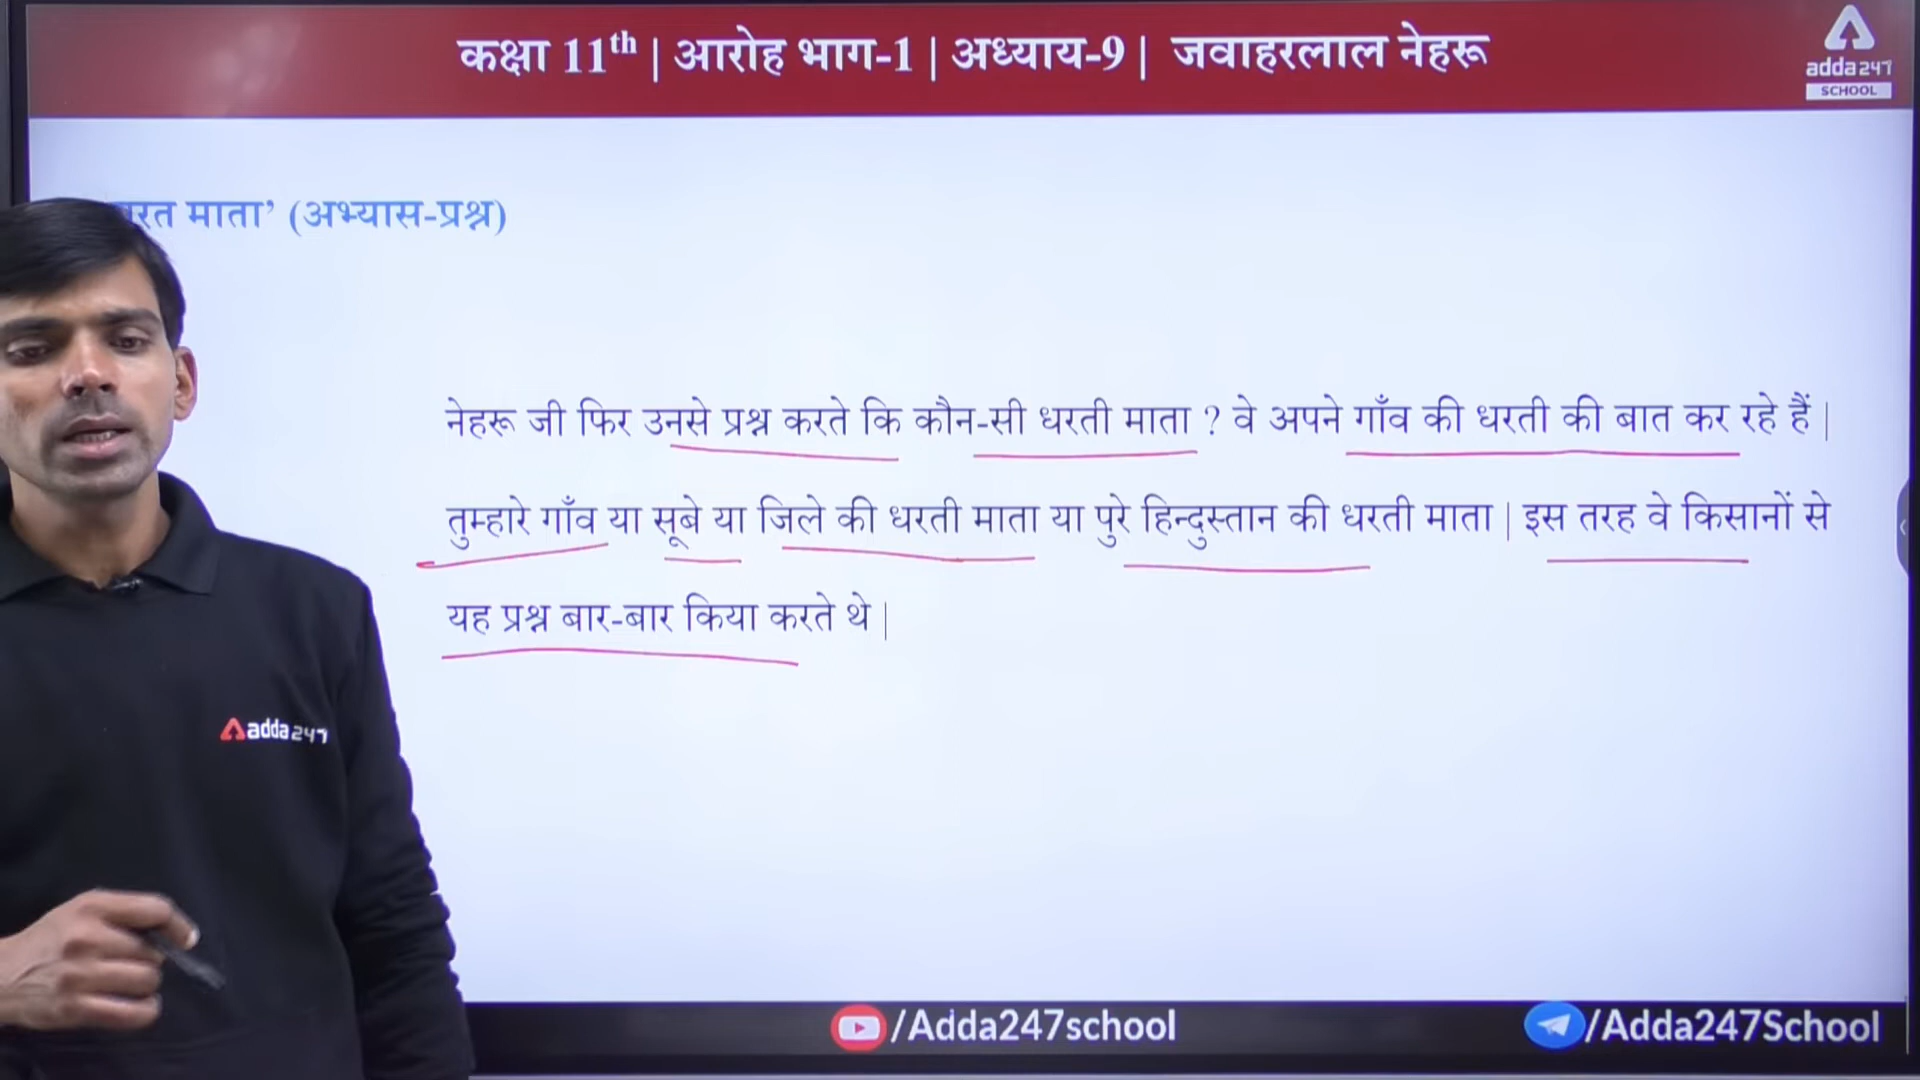 कक्षा 11th | आरोह भाग-1 | अध्याय-9 | जवाहरलाल नेहरू
adda247
SCHOOL
माता’ (अभ्यास-प्रश्न)
नेहरू जी फिर उनसे प्रश्न करते कि कौन-सी धरती माता ? वे अपने गाँव की धरती की बात कर रहे हैं |
तुम्हारे गाँव या सूबे या जिले की धरती माता या पुरे हिन्दुस्तान की धरती माता | इस तरह वे किसानों से
यह प्रश्न बार-बार किया करते थे |
adda247
/Adda247school
/Adda247School